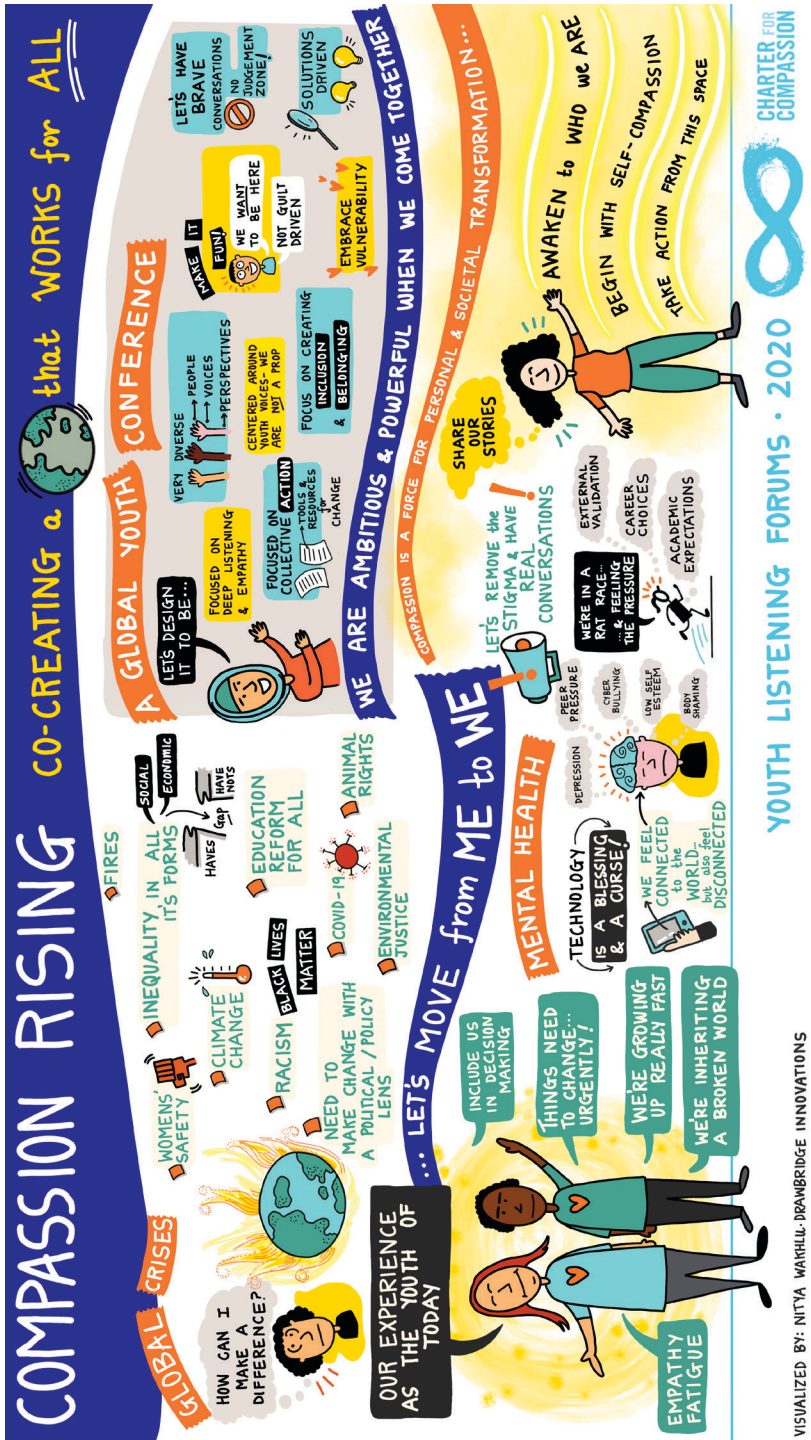 COMPASSION RISING
CO-CREATING a
that WORKS for ALL
GLOBAL CRISES
HOW CAN I
MAKE A
DIFFERENCE?
WOMENS'
SAFETY
FIRES
INEQUALITY IN ALL
IT'S FORMS
SOCIAL
ECONOMIC
HAVES
GAP
HAVE
NOTS
CLIMATE
CHANGE
RACISM
BLACK LIVES
MATTER
EDUCATION
REFORM
FOR ALL
NEED TO
MAKE CHANGE WITH
A POLITICAL / POLICY
LENS
COVID-19
ENVIRONMENTAL
JUSTICE
ANIMAL
RIGHTS
A GLOBAL YOUTH
CONFERENCE
LET'S DESIGN
IT TO BE...
VERY DIVERSE
PEOPLE
VOICES
PERSPECTIVES
FOCUSED ON
DEEP LISTENING
& EMPATHY
CENTERED AROUND
YOUTH VOICES- WE
ARE NOT A PROP
FOCUSED ON
COLLECTIVE ACTION
TOOLS &
RESOURCES
for
CHANGE
FOCUS ON CREATING
INCLUSION
& BELONGING
MAKE IT
FUN!
WE WANT
TO BE HERE
NOT GUILT
DRIVEN
EMBRACE
VULNERABILITY
LET'S HAVE
BRAVE
CONVERSATIONS
NO
JUDGEMENT
ZONE!
SOLUTIONS
DRIVEN
WE ARE AMBITIOUS & POWERFUL WHEN WE COME TOGETHER
... LET'S MOVE from ME to WE
COMPASSION IS A FORCE FOR PERSONAL & SOCIETAL TRANSFORMATION...
OUR EXPERIENCE
AS THE YOUTH OF
TODAY
EMPATHY
FATIGUE
INCLUDE US
IN DECISION
MAKING
THINGS NEED
TO CHANGE...
URGENTLY!
WE'RE GROWING
UP REALLY FAST
WE'RE INHERITING
A BROKEN WORLD
MENTAL HEALTH
TECHNOLOGY
IS A BLESSING
& A CURSE!
WE FEEL
CONNECTED
to the
WORLD...
but also feel
DISCONNECTED
DEPRESSION
PEER
PRESSURE
CYBER
BULLYING
LOW SELF
ESTEEM
BODY
SHAMING
LET'S REMOVE the
STIGMA & HAVE
REAL
CONVERSATIONS
WE'RE IN A
RAT RACE...
...& FEELING
THE PRESSURE
EXTERNAL
VALIDATION
CAREER
CHOICES
ACADEMIC
EXPECTATIONS
SHARE
OUR
STORIES
AWAKEN to WHO we ARE
BEGIN WITH SELF-COMPASSION
TAKE ACTION FROM THIS SPACE
VISUALIZED BY: NITYA WAKHLU. DRAWBRIDGE INNOVATIONS
YOUTH LISTENING FORUMS • 2020
CHARTER FOR
COMPASSION